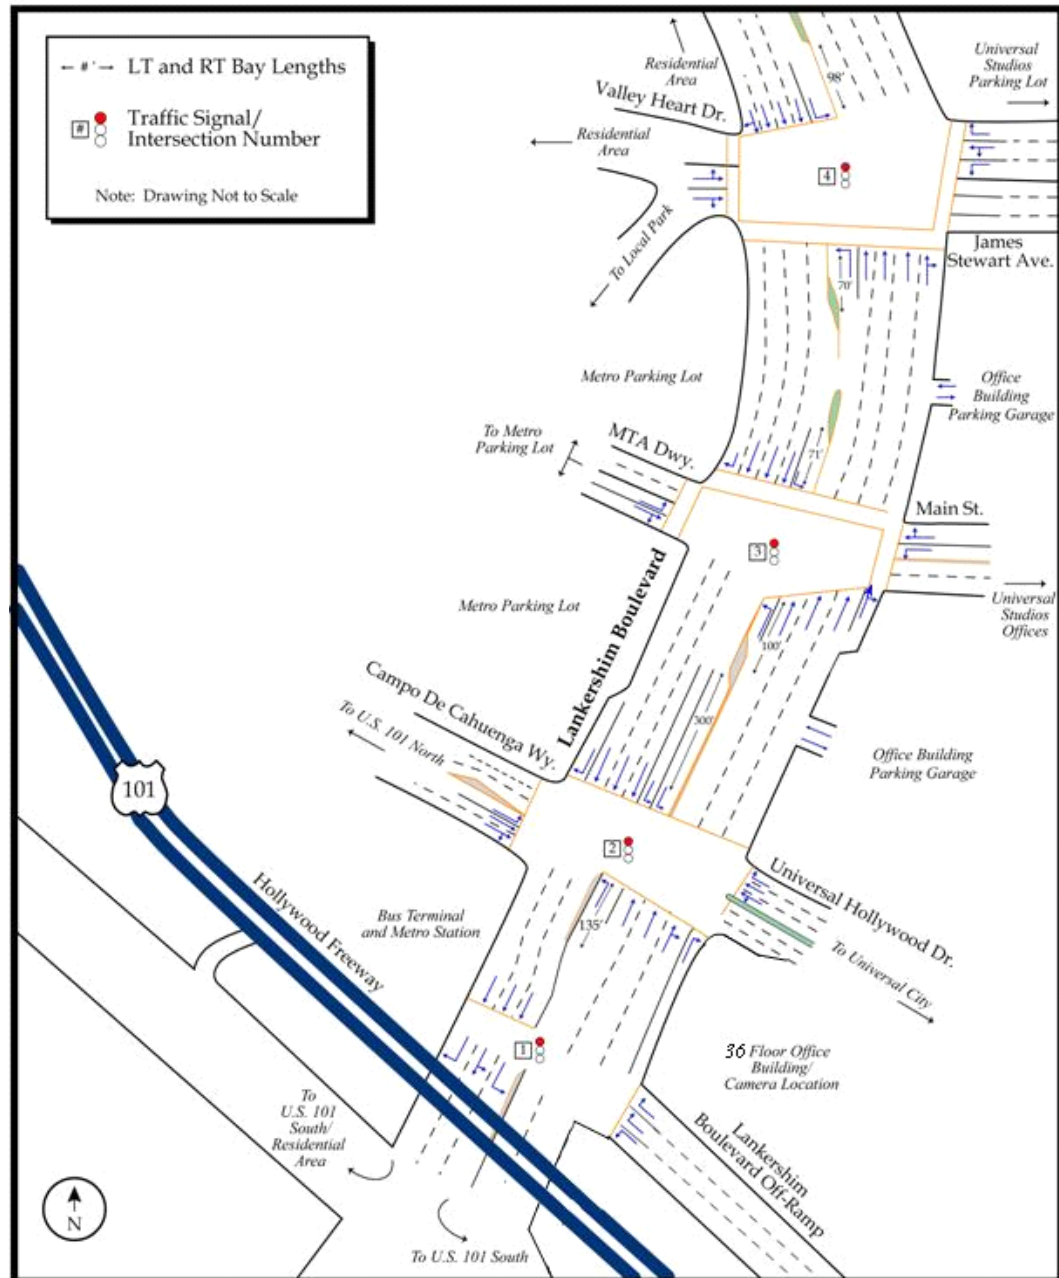 ← # ' → LT and RT Bay Lengths
# Traffic Signal/
Intersection Number
Note: Drawing Not to Scale
Residential
Area
Valley Heart Dr.
98'
Universal
Studios
Parking Lot
Residential
Area
4
To Local Park
James
Stewart Ave.
70'
Metro Parking Lot
Office
Building
Parking Garage
To Metro
Parking Lot
MTA Dwy.
71'
Main St.
3
Metro Parking Lot
Lankershim Boulevard
Universal
Studios
Offices
100'
Campo De Cahuenga Wy.
To U.S. 101 North
300'
Office Building
Parking Garage
101
2
Hollywood Freeway
Bus Terminal
and Metro Station
135'
Universal Hollywood Dr.
To Universal City
1
36 Floor Office
Building/
Camera Location
To
U.S. 101
South/
Residential
Area
Lankershim
Boulevard Off-Ramp
N
To U.S. 101 South